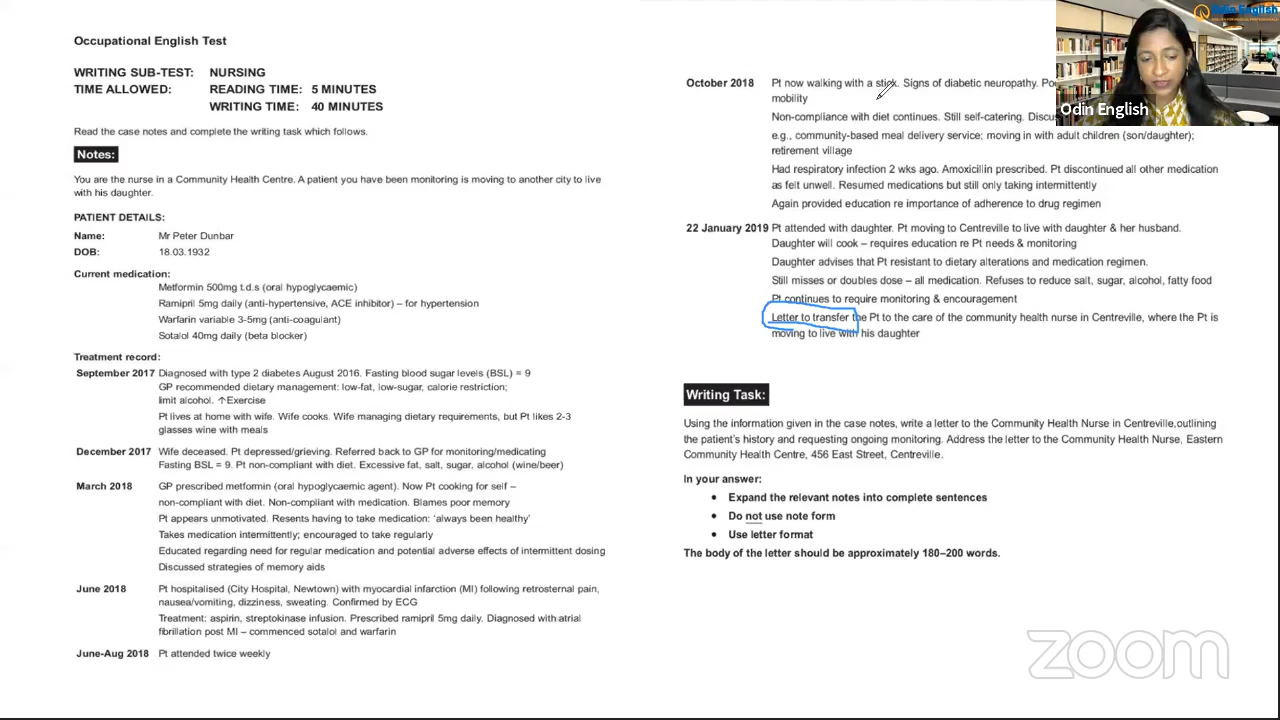 Occupational English Test
WRITING SUB-TEST: NURSING
TIME ALLOWED: READING TIME: 5 MINUTES
WRITING TIME: 40 MINUTES
Read the case notes and complete the writing task which follows.
Notes:
You are the nurse in a Community Health Centre. A patient you have been monitoring is moving to another city to live
with his daughter.
PATIENT DETAILS:
Name: Mr Peter Dunbar
DOB: 18.03.1932
Current medication:
Metformin 500mg t.d.s (oral hypoglycaemic)
Ramipril 5mg daily (anti-hypertensive, ACE inhibitor) – for hypertension
Warfarin variable 3-5mg (anti-coagulant)
Sotalol 40mg daily (beta blocker)
Treatment record:
September 2017 Diagnosed with type 2 diabetes August 2016. Fasting blood sugar levels (BSL) = 9
GP recommended dietary management: low-fat, low-sugar, calorie restriction;
limit alcohol. ↑Exercise
Pt lives at home with wife. Wife cooks. Wife managing dietary requirements, but Pt likes 2-3
glasses wine with meals
December 2017 Wife deceased. Pt depressed/grieving. Referred back to GP for monitoring/medicating
Fasting BSL = 9. Pt non-compliant with diet. Excessive fat, salt, sugar, alcohol (wine/beer)
March 2018 GP prescribed metformin (oral hypoglycaemic agent). Now Pt cooking for self –
non-compliant with diet. Non-compliant with medication. Blames poor memory
Pt appears unmotivated. Resents having to take medication: ‘always been healthy’
Takes medication intermittently; encouraged to take regularly
Educated regarding need for regular medication and potential adverse effects of intermittent dosing
Discussed strategies of memory aids
June 2018 Pt hospitalised (City Hospital, Newtown) with myocardial infarction (MI) following retrosternal pain,
nausea/vomiting, dizziness, sweating. Confirmed by ECG
Treatment: aspirin, streptokinase infusion. Prescribed ramipril 5mg daily. Diagnosed with atrial
fibrillation post MI – commenced sotalol and warfarin
June-Aug 2018 Pt attended twice weekly
October 2018 Pt now walking with a stick. Signs of diabetic neuropathy.
mobility
Non-compliance with diet continues. Still self-catering.
e.g., community-based meal delivery service; moving in with adult children (son/daughter);
retirement village
Had respiratory infection 2 wks ago. Amoxicillin prescribed. Pt discontinued all other medication
as felt unwell. Resumed medications but still only taking intermittently
Again provided education re importance of adherence to drug regimen
22 January 2019 Pt attended with daughter. Pt moving to Centreville to live with daughter & her husband.
Daughter will cook – requires education re Pt needs & monitoring
Daughter advises that Pt resistant to dietary alterations and medication regimen.
Still misses or doubles dose – all medication. Refuses to reduce salt, sugar, alcohol, fatty food
Pt continues to require monitoring & encouragement
Letter to transfer the Pt to the care of the community health nurse in Centreville, where the Pt is
moving to live with his daughter
Writing Task:
Using the information given in the case notes, write a letter to the Community Health Nurse in Centreville,outlining
the patient’s history and requesting ongoing monitoring. Address the letter to the Community Health Nurse, Eastern
Community Health Centre, 456 East Street, Centreville.
In your answer:
• Expand the relevant notes into complete sentences
• Do not use note form
• Use letter format
The body of the letter should be approximately 180–200 words.
Odin English
Odin English
zoom